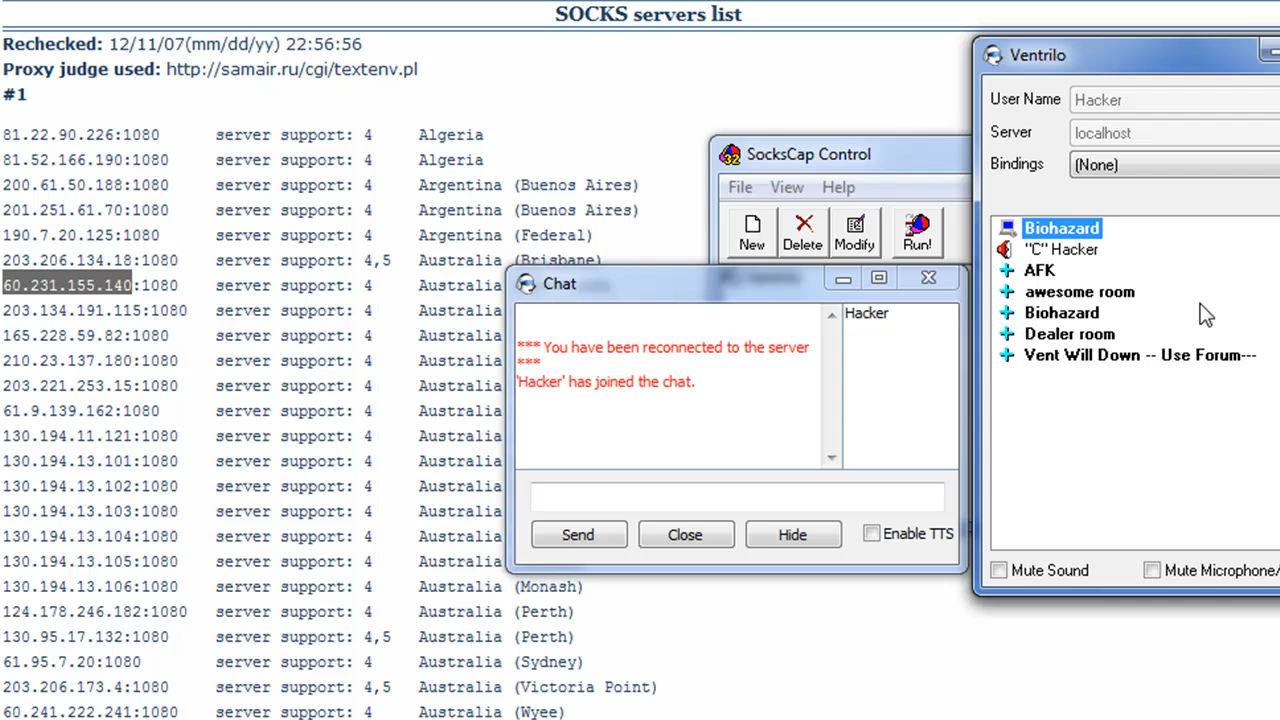 SOCKS servers list
Rechecked: 12/11/07(mm/dd/yy) 22:56:56
Proxy judge used: http://samair.ru/cgi/textenv.pl
#1
81.22.90.226:1080 server support: 4 Algeria
81.52.166.190:1080 server support: 4 Algeria
200.61.50.188:1080 server support: 4 Argentina (Buenos Aires)
201.251.61.70:1080 server support: 4 Argentina (Buenos Aires)
190.7.20.125:1080 server support: 4 Argentina (Federal)
203.206.134.18:1080 server support: 4,5 Australia (Brisbane)
60.231.155.140:1080 server support: 4 Australia
203.134.191.115:1080 server support: 4 Australia
165.228.59.82:1080 server support: 4 Australia
210.23.137.180:1080 server support: 4 Australia
203.221.253.15:1080 server support: 4 Australia
61.9.139.162:1080 server support: 4 Australia
130.194.11.121:1080 server support: 4 Australia
130.194.13.101:1080 server support: 4 Australia
130.194.13.102:1080 server support: 4 Australia
130.194.13.103:1080 server support: 4 Australia
130.194.13.104:1080 server support: 4 Australia
130.194.13.105:1080 server support: 4 Australia
130.194.13.106:1080 server support: 4 Australia (Monash)
124.178.246.182:1080 server support: 4 Australia (Perth)
130.95.17.132:1080 server support: 4,5 Australia (Perth)
61.95.7.20:1080 server support: 4 Australia (Sydney)
203.206.173.4:1080 server support: 4,5 Australia (Victoria Point)
60.241.222.241:1080 server support: 4 Australia (Wyee)
SocksCap Control
File View Help
New Delete Modify Run!
Chat
*** You have been reconnected to the server
***
'Hacker' has joined the chat.
Hacker
Send Close Hide Enable TTS
Ventrilo
User Name Hacker
Server localhost
Bindings (None)
Biohazard
"C" Hacker
AFK
awesome room
Biohazard
Dealer room
Vent Will Down -- Use Forum---
Mute Sound Mute Microphone/